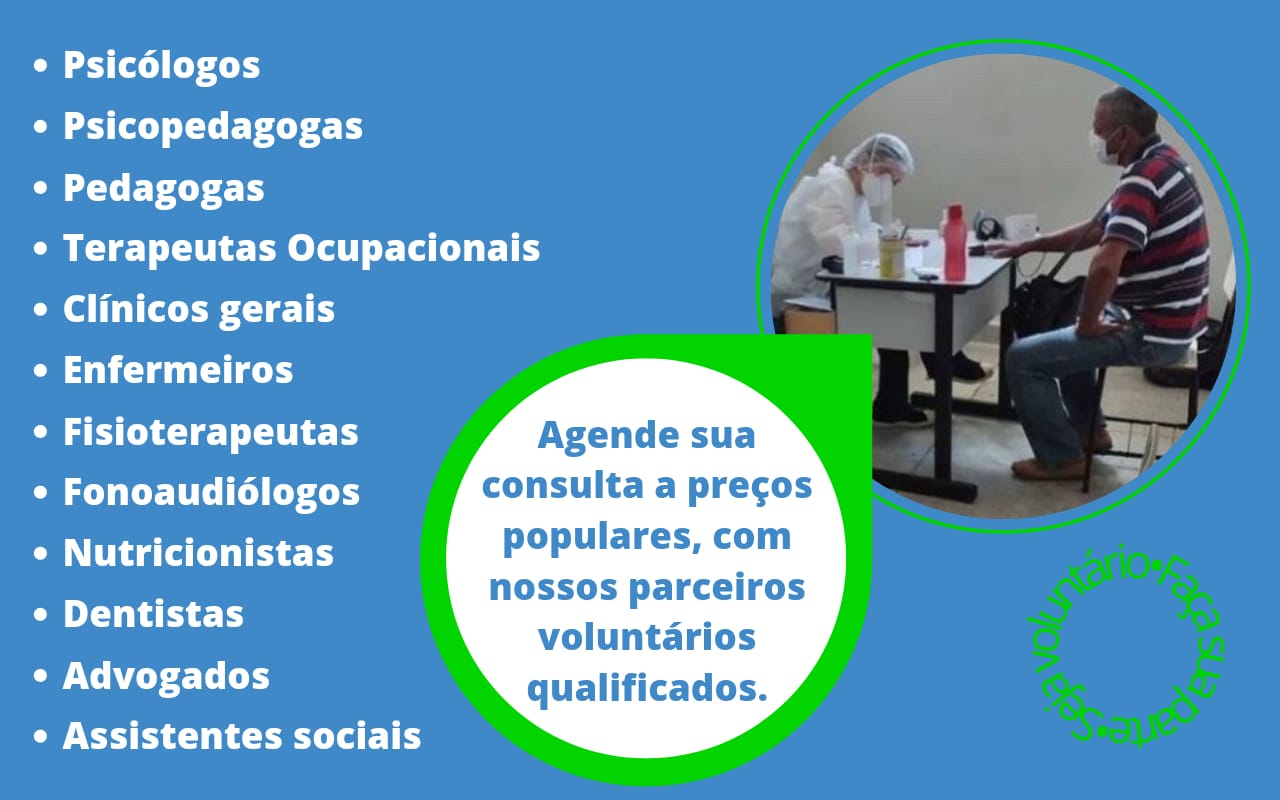 Psicólogos
Psicopedagogas
Pedagogas
Terapeutas Ocupacionais
Clínicos gerais
Enfermeiros
Fisioterapeutas
Fonoaudiólogos
Nutricionistas
Dentistas
Advogados
Assistentes sociais
Agende sua
consulta a preços
populares, com
nossos parceiros
voluntários
qualificados.
Seja voluntário•Faça sua parte•